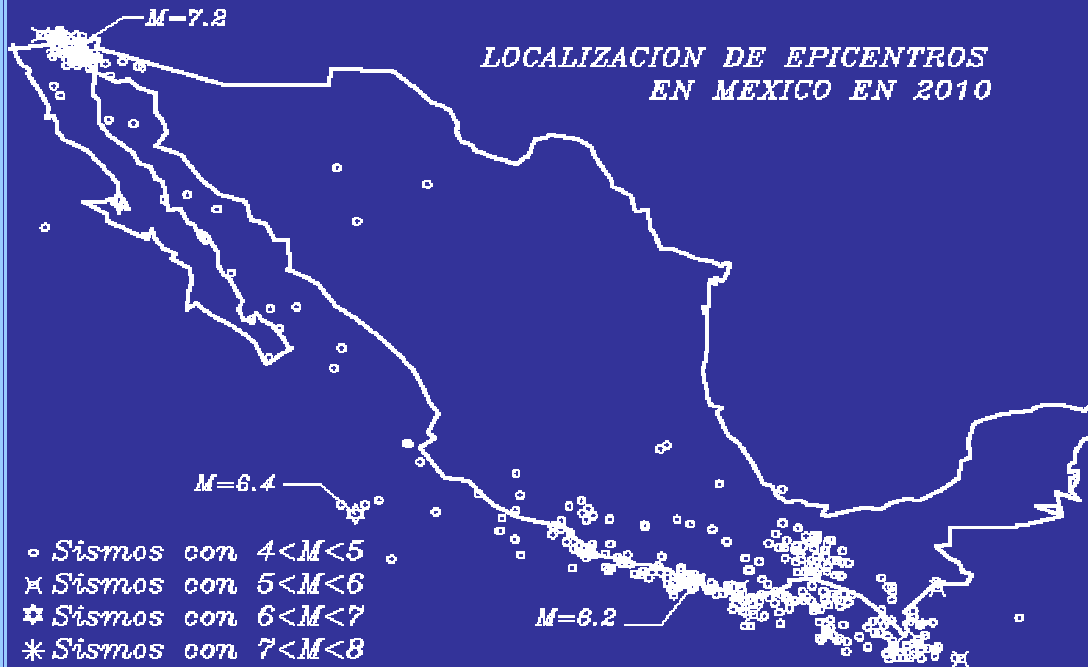 M=7.2
LOCALIZACION DE EPICENTROS
EN MEXICO EN 2010
M=6.4
Sismos con 4<M<5
Sismos con 5<M<6
M=6.2
Sismos con 6<M<7
Sismos con 7<M<8